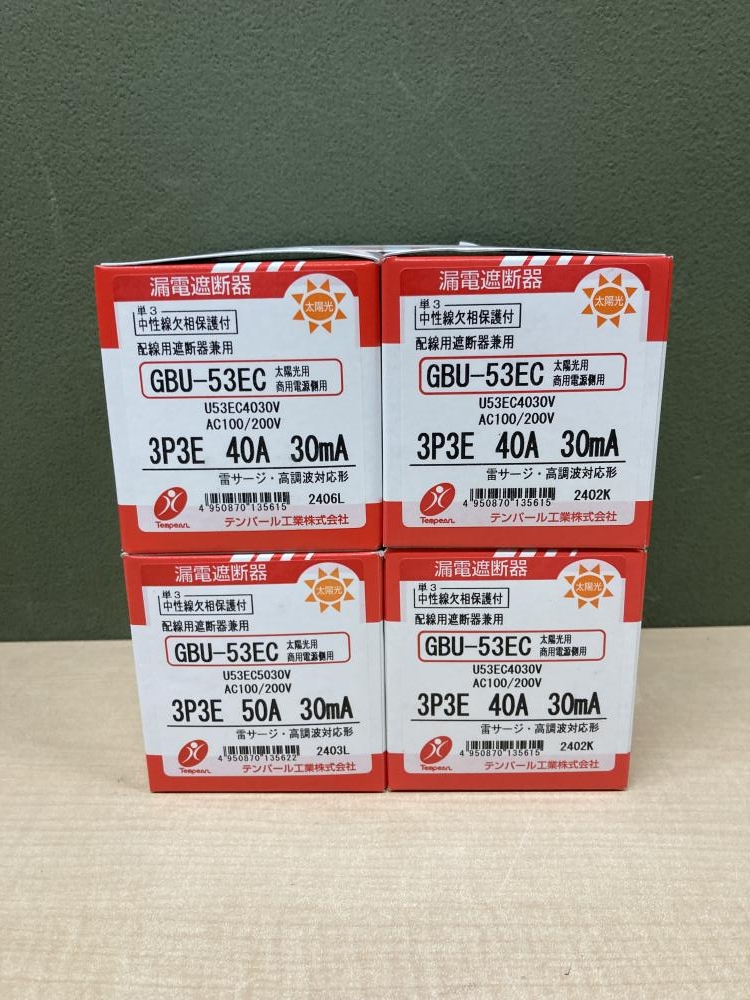 漏電遮断器
太陽光
単3
中性線欠相保護付
配線用遮断器兼用
GBU-53EC 太陽光用
商用電源側用
U53EC4030V
AC100/200V
3P3E 40A 30mA
雷サージ・高調波対応形
4 950870 135615
2406L
Tempearl
テンパール工業株式会社
漏電遮断器
太陽光
単3
中性線欠相保護付
配線用遮断器兼用
GBU-53EC 太陽光用
商用電源側用
U53EC4030V
AC100/200V
3P3E 40A 30mA
雷サージ・高調波対応形
4 950870 135615
2402K
Tempearl
テンパール工業株式会社
漏電遮断器
太陽光
単3
中性線欠相保護付
配線用遮断器兼用
GBU-53EC 太陽光用
商用電源側用
U53EC5030V
AC100/200V
3P3E 50A 30mA
雷サージ・高調波対応形
4 950870 135622
2403L
Tempearl
テンパール工業株式会社
漏電遮断器
太陽光
単3
中性線欠相保護付
配線用遮断器兼用
GBU-53EC 太陽光用
商用電源側用
U53EC4030V
AC100/200V
3P3E 40A 30mA
雷サージ・高調波対応形
4 950870 135615
2402K
Tempearl
テンパール工業株式会社